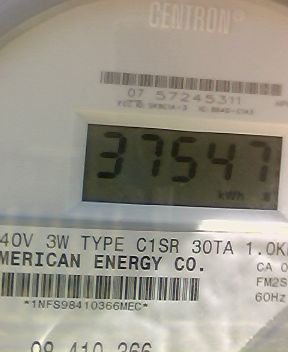 CENTRON®
07 57245311
37547
kWh
40V 3W TYPE C1SR 30TA 1.0K
MERICAN ENERGY CO.
CA 0
FM2S
60Hz
*1NFS98410366MEC*
98 410 366